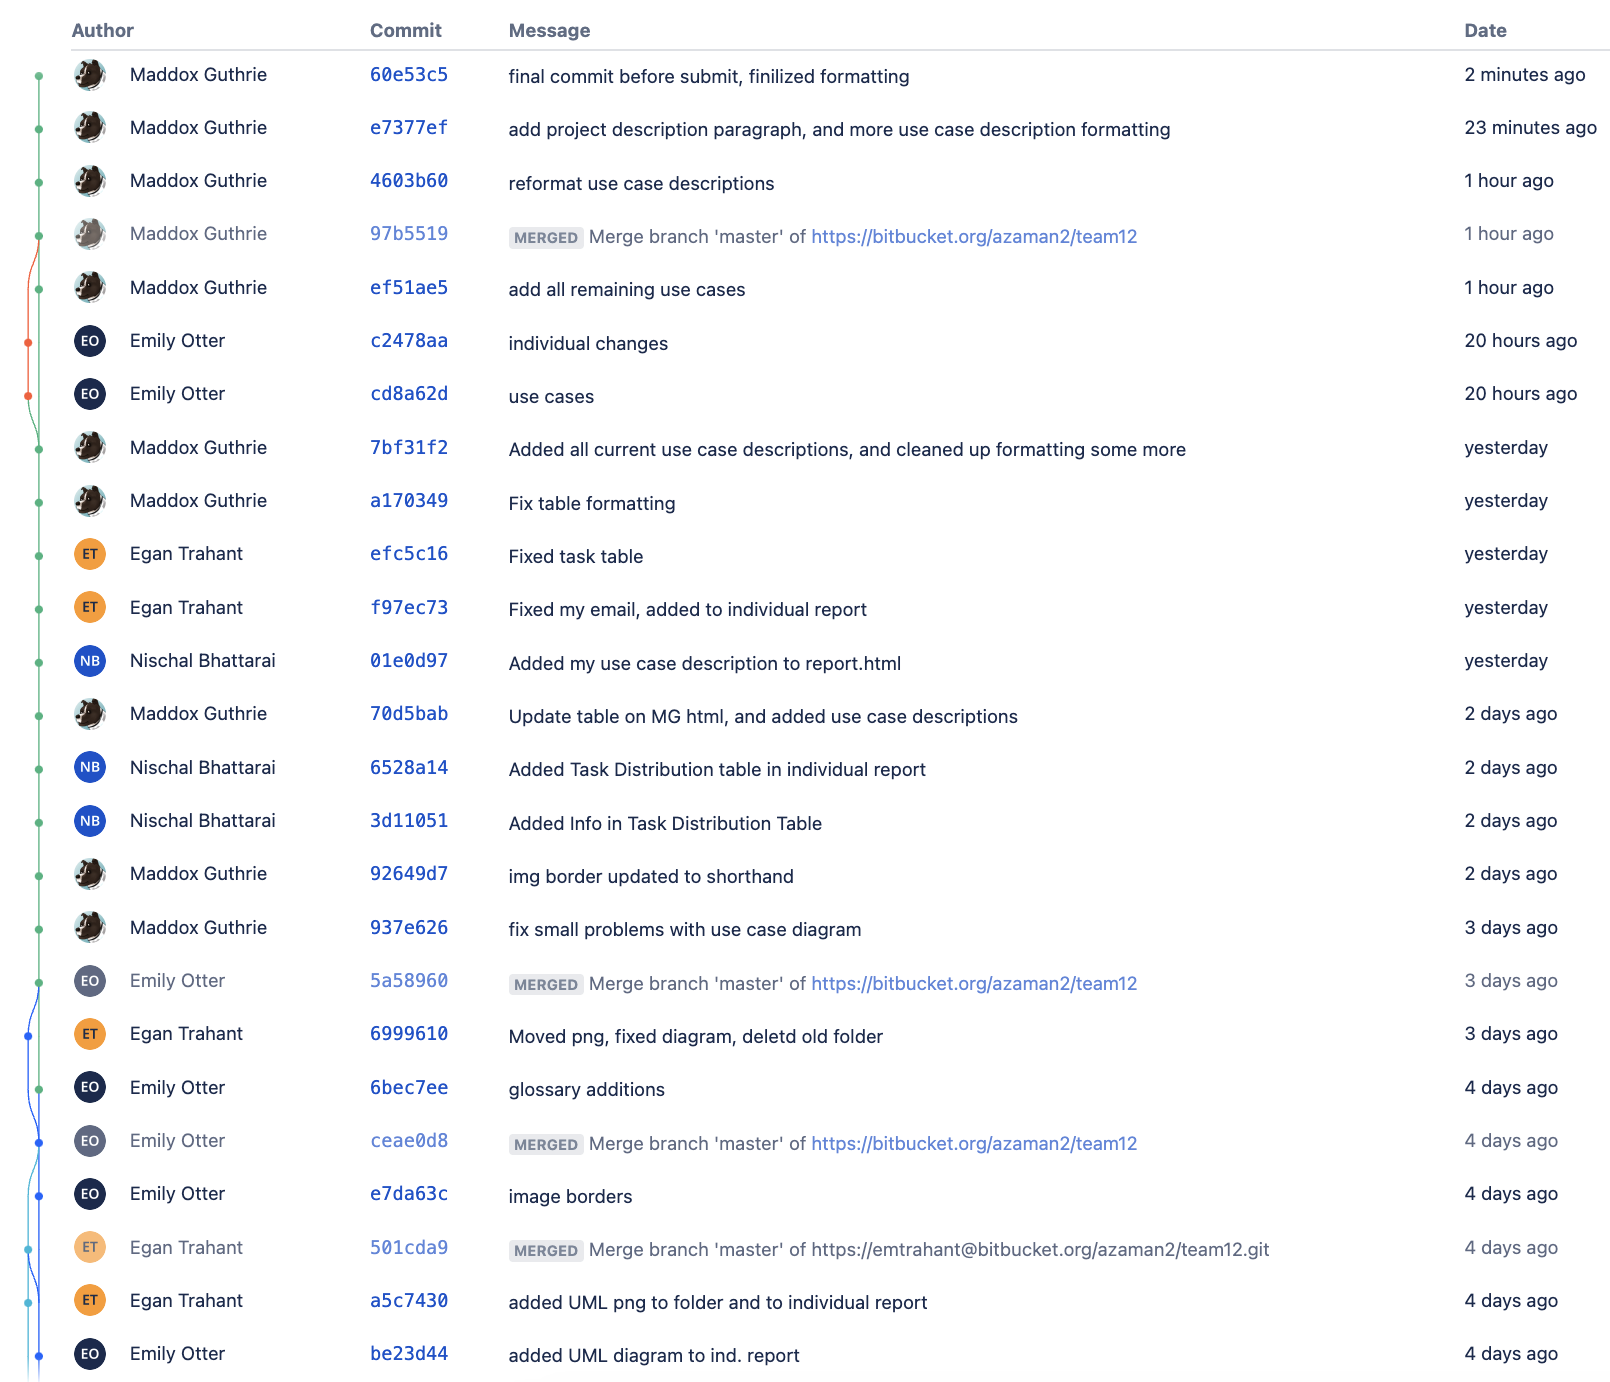 Author Commit Message Date
Maddox Guthrie 60e53c5 final commit before submit, finilized formatting 2 minutes ago
Maddox Guthrie e7377ef add project description paragraph, and more use case description formatting 23 minutes ago
Maddox Guthrie 4603b60 reformat use case descriptions 1 hour ago
Maddox Guthrie 97b5519 MERGED Merge branch 'master' of https://bitbucket.org/azaman2/team12 1 hour ago
Maddox Guthrie ef51ae5 add all remaining use cases 1 hour ago
EO Emily Otter c2478aa individual changes 20 hours ago
EO Emily Otter cd8a62d use cases 20 hours ago
Maddox Guthrie 7bf31f2 Added all current use case descriptions, and cleaned up formatting some more yesterday
Maddox Guthrie a170349 Fix table formatting yesterday
ET Egan Trahant efc5c16 Fixed task table yesterday
ET Egan Trahant f97ec73 Fixed my email, added to individual report yesterday
NB Nischal Bhattarai 01e0d97 Added my use case description to report.html yesterday
Maddox Guthrie 70d5bab Update table on MG html, and added use case descriptions 2 days ago
NB Nischal Bhattarai 6528a14 Added Task Distribution table in individual report 2 days ago
NB Nischal Bhattarai 3d11051 Added Info in Task Distribution Table 2 days ago
Maddox Guthrie 92649d7 img border updated to shorthand 2 days ago
Maddox Guthrie 937e626 fix small problems with use case diagram 3 days ago
EO Emily Otter 5a58960 MERGED Merge branch 'master' of https://bitbucket.org/azaman2/team12 3 days ago
ET Egan Trahant 6999610 Moved png, fixed diagram, deletd old folder 3 days ago
EO Emily Otter 6bec7ee glossary additions 4 days ago
EO Emily Otter ceae0d8 MERGED Merge branch 'master' of https://bitbucket.org/azaman2/team12 4 days ago
EO Emily Otter e7da63c image borders 4 days ago
ET Egan Trahant 501cda9 MERGED Merge branch 'master' of https://emtrahant@bitbucket.org/azaman2/team12.git 4 days ago
ET Egan Trahant a5c7430 added UML png to folder and to individual report 4 days ago
EO Emily Otter be23d44 added UML diagram to ind. report 4 days ago